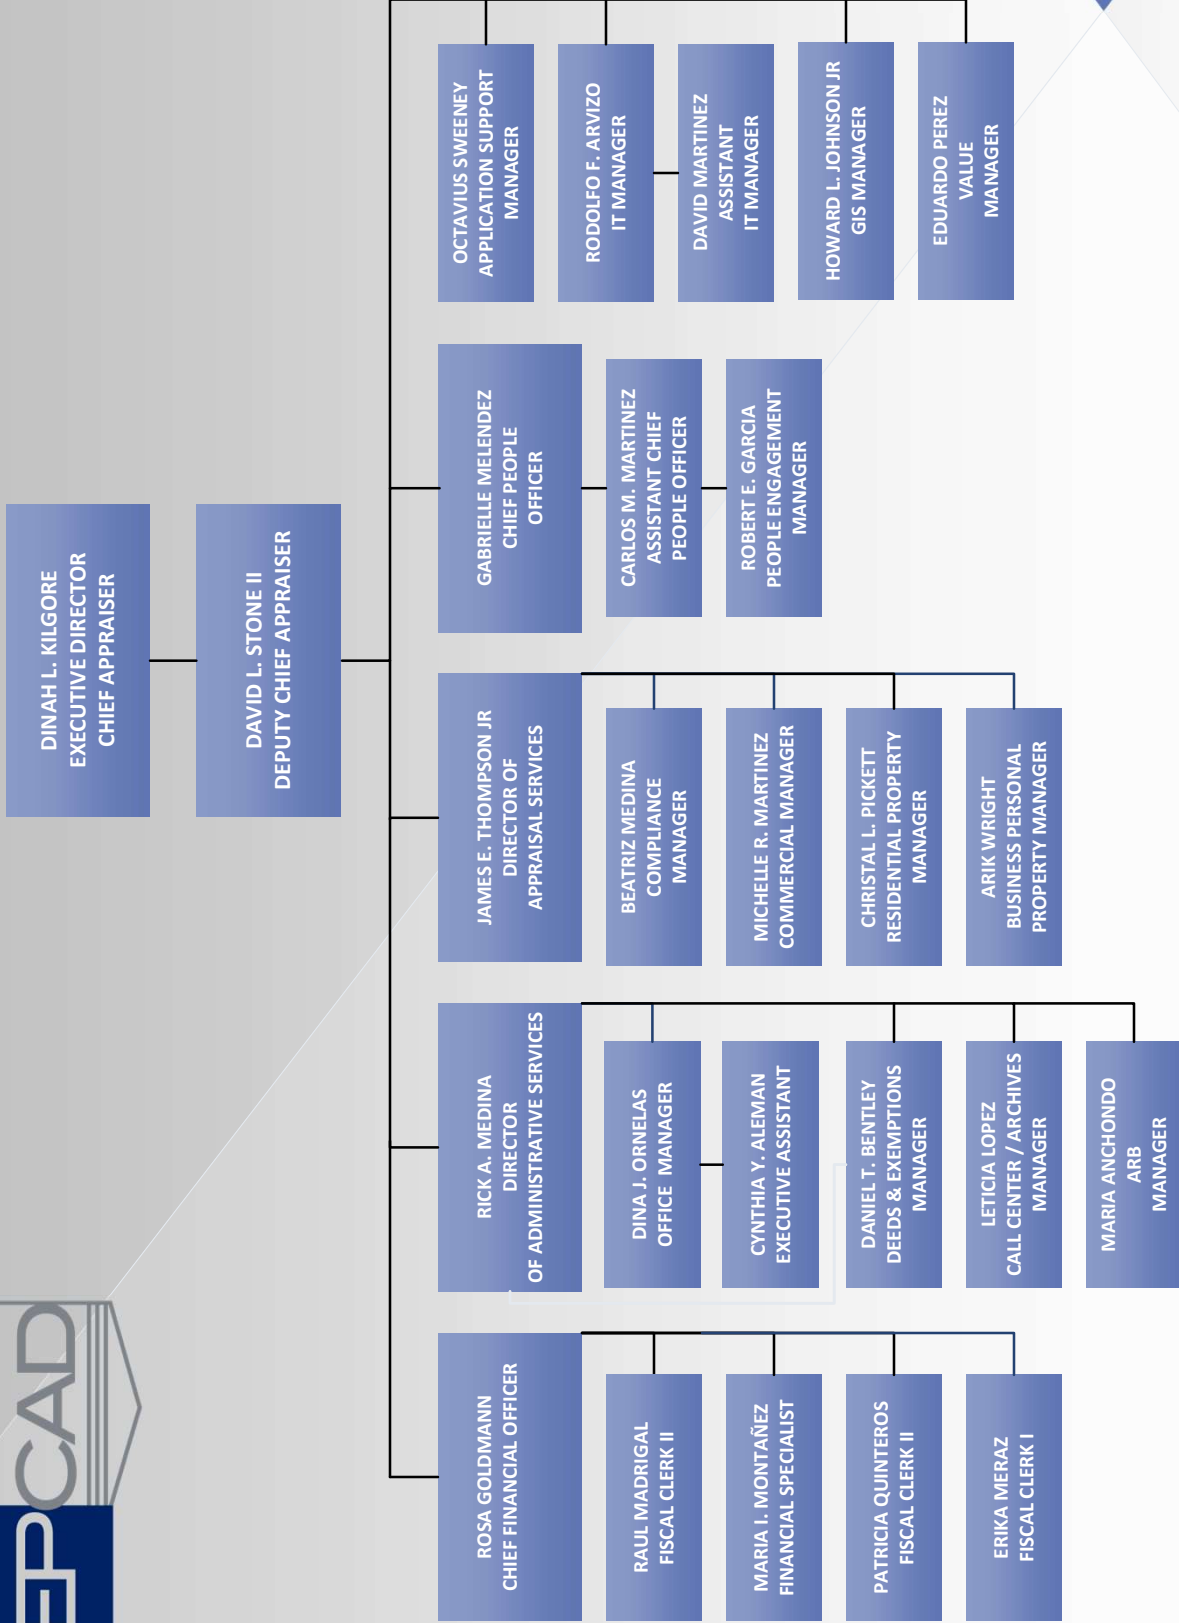 EPCAD
DINAH L. KILGORE
EXECUTIVE DIRECTOR
CHIEF APPRAISER
DAVID L. STONE II
DEPUTY CHIEF APPRAISER
ROSA GOLDMANN
CHIEF FINANCIAL OFFICER
RAUL MADRIGAL
FISCAL CLERK II
MARIA I. MONTAÑEZ
FINANCIAL SPECIALIST
PATRICIA QUINTEROS
FISCAL CLERK II
ERIKA MERAZ
FISCAL CLERK I
RICK A. MEDINA
DIRECTOR
OF ADMINISTRATIVE SERVICES
DINA J. ORNELAS
OFFICE MANAGER
CYNTHIA Y. ALEMAN
EXECUTIVE ASSISTANT
DANIEL T. BENTLEY
DEEDS & EXEMPTIONS
MANAGER
LETICIA LOPEZ
CALL CENTER / ARCHIVES
MANAGER
MARIA ANCHONDO
ARB
MANAGER
JAMES E. THOMPSON JR
DIRECTOR OF
APPRAISAL SERVICES
BEATRIZ MEDINA
COMPLIANCE
MANAGER
MICHELLE R. MARTINEZ
COMMERCIAL MANAGER
CHRISTAL L. PICKETT
RESIDENTIAL PROPERTY
MANAGER
ARIK WRIGHT
BUSINESS PERSONAL
PROPERTY MANAGER
GABRIELLE MELENDEZ
CHIEF PEOPLE
OFFICER
CARLOS M. MARTINEZ
ASSISTANT CHIEF
PEOPLE OFFICER
ROBERT E. GARCIA
PEOPLE ENGAGEMENT
MANAGER
OCTAVIUS SWEENEY
APPLICATION SUPPORT
MANAGER
RODOLFO F. ARVIZO
IT MANAGER
DAVID MARTINEZ
ASSISTANT
IT MANAGER
HOWARD L. JOHNSON JR
GIS MANAGER
EDUARDO PEREZ
VALUE
MANAGER